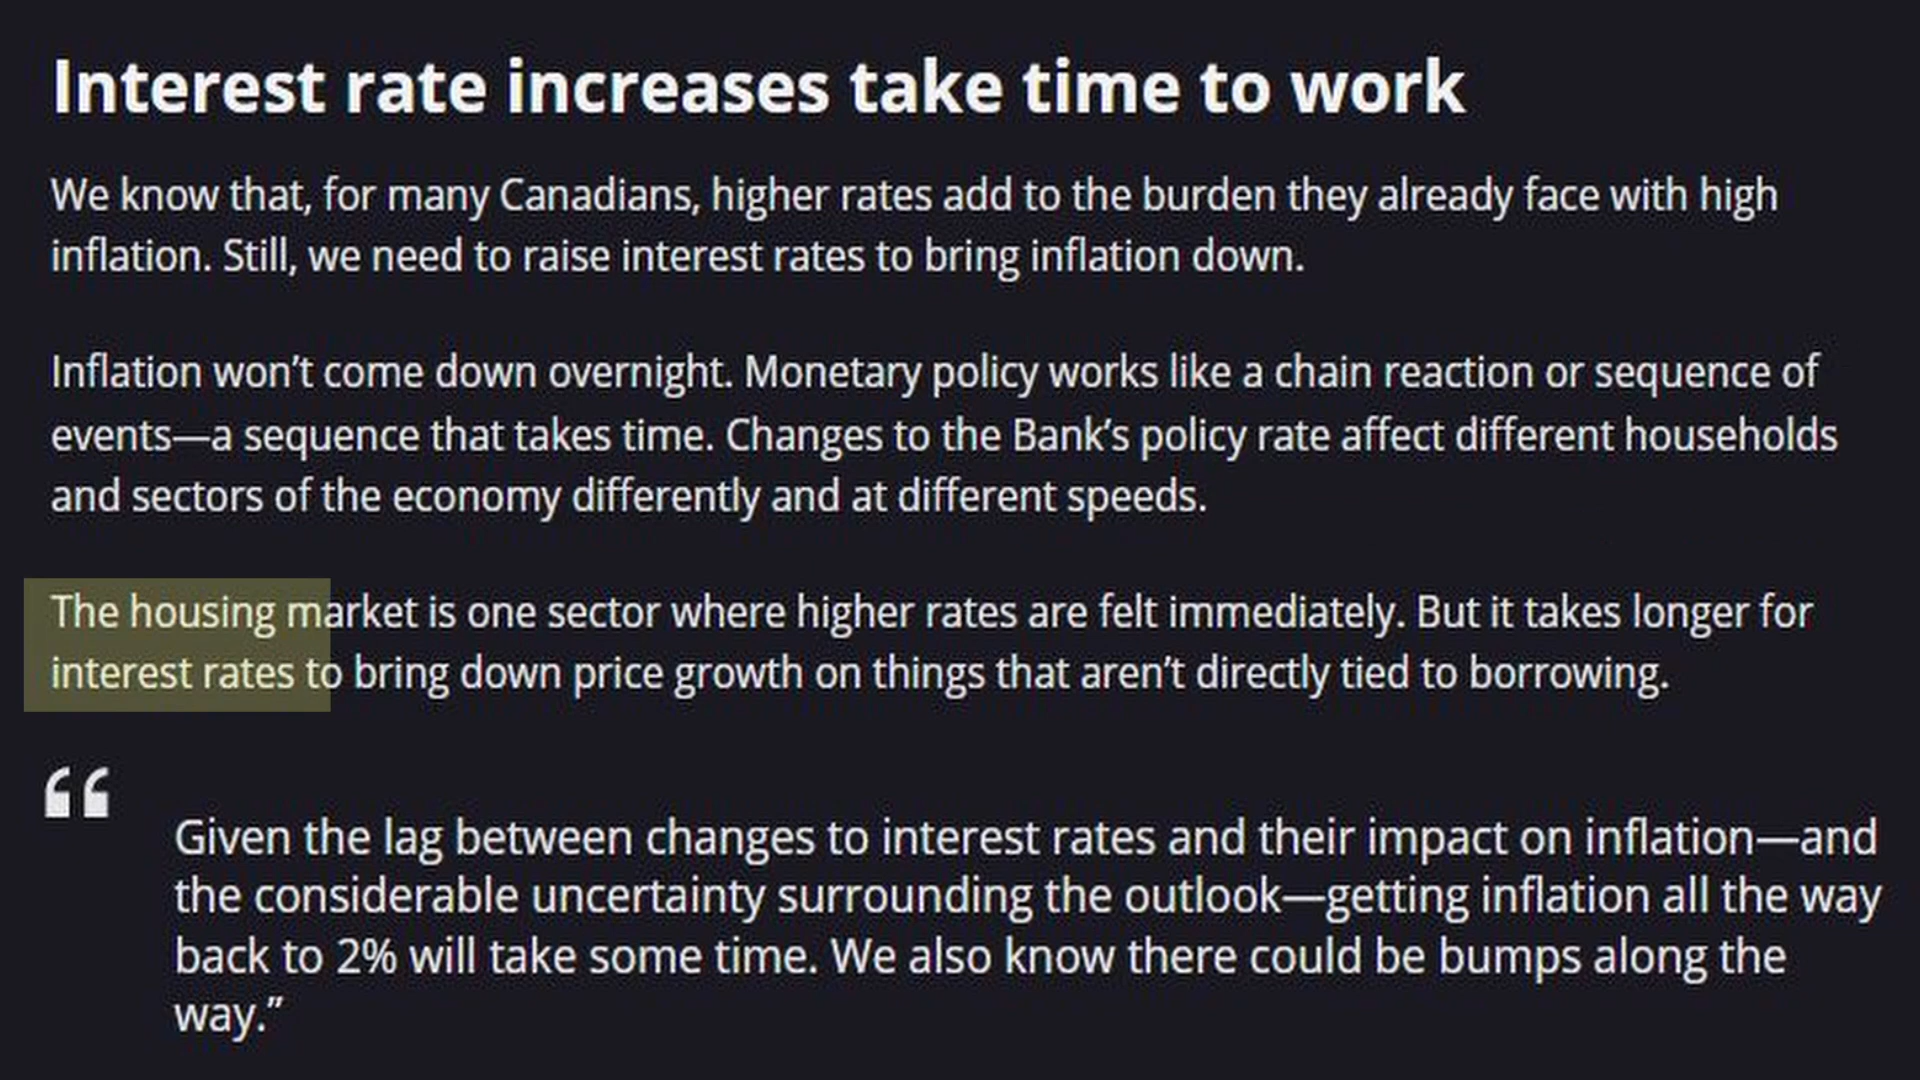 Interest rate increases take time to work
We know that, for many Canadians, higher rates add to the burden they already face with high
inflation. Still, we need to raise interest rates to bring inflation down.
Inflation won’t come down overnight. Monetary policy works like a chain reaction or sequence of
events—a sequence that takes time. Changes to the Bank’s policy rate affect different households
and sectors of the economy differently and at different speeds.
The housing market is one sector where higher rates are felt immediately. But it takes longer for
interest rates to bring down price growth on things that aren’t directly tied to borrowing.
“
Given the lag between changes to interest rates and their impact on inflation—and
the considerable uncertainty surrounding the outlook—getting inflation all the way
back to 2% will take some time. We also know there could be bumps along the
way.”